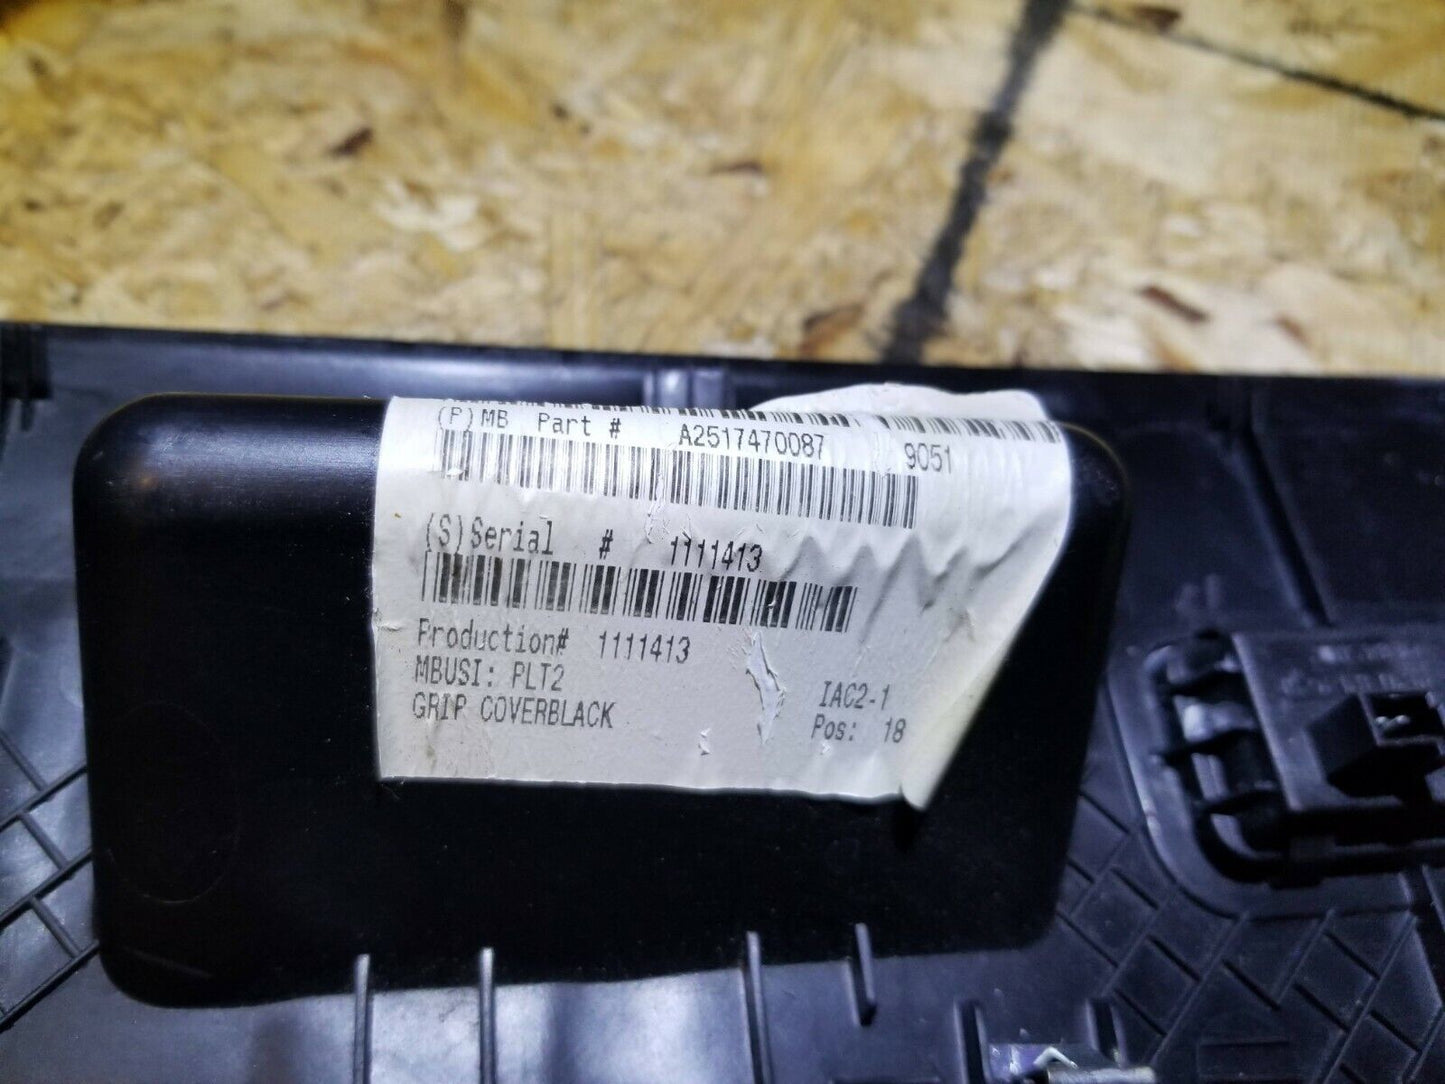 (P) MB Part # A2517470087 9051
(S) Serial # 1111413
Production# 1111413
MBUSI: PLT2
GRIP COVERBLACK
IAC2-1
Pos: 18